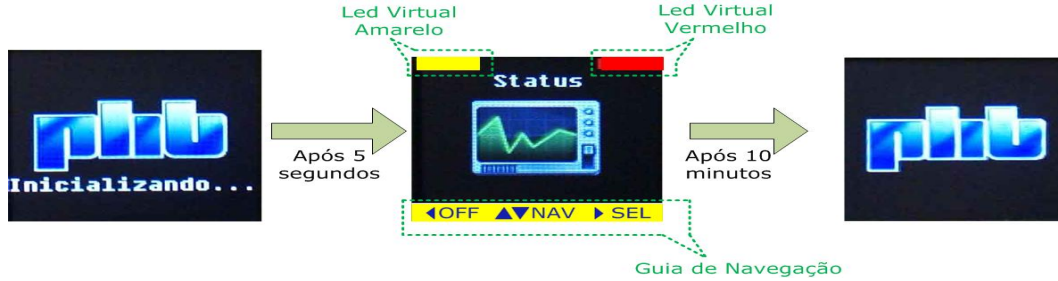 Led Virtual
Amarelo
Led Virtual
Vermelho
phb
Inicializando...
Após 5
segundos
Status
◀OFF ▲▼NAV ▶ SEL
Após 10
minutos
phb
Guia de Navegação